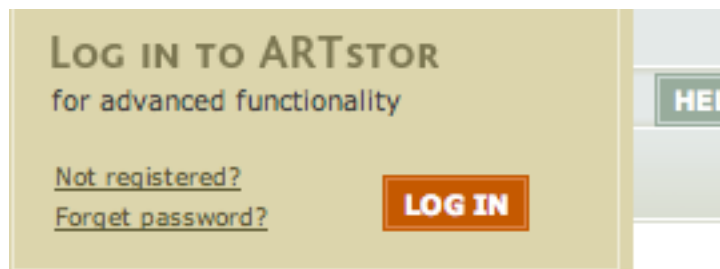 LOG IN TO ARTSTOR
for advanced functionality
Not registered?
Forget password?
LOG IN